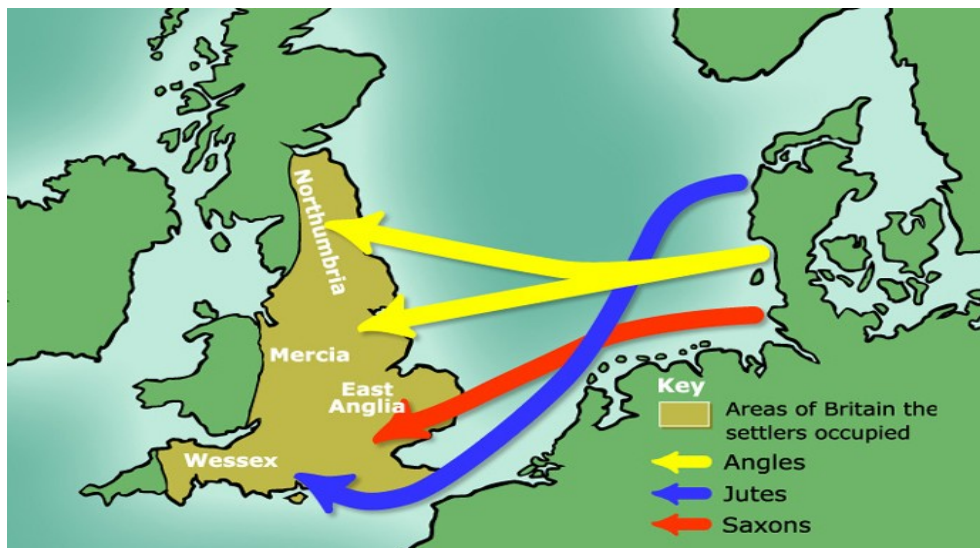 Northumbria
Mercia
East
Anglia
Wessex
Key
Areas of Britain the
settlers occupied
Angles
Jutes
Saxons